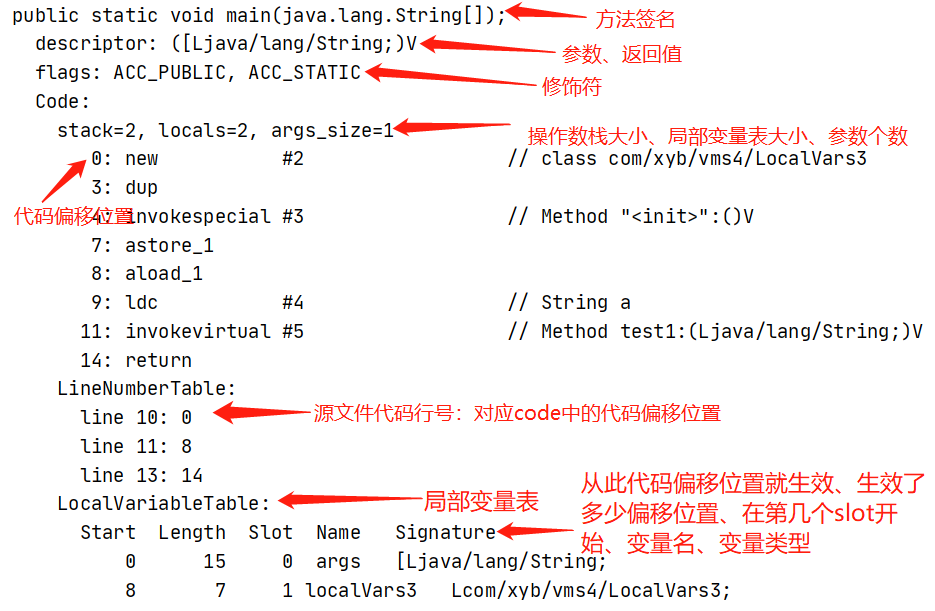 public static void main(java.lang.String[]);
方法签名
descriptor: ([Ljava/lang/String;)V
参数、返回值
flags: ACC_PUBLIC, ACC_STATIC
修饰符
Code:
stack=2, locals=2, args_size=1
操作数栈大小、局部变量表大小、参数个数
0: new #2 // class com/xyb/vms4/LocalVars3
3: dup
代码偏移位置
4: invokespecial #3 // Method "<init>":()V
7: astore_1
8: aload_1
9: ldc #4 // String a
11: invokevirtual #5 // Method test1:(Ljava/lang/String;)V
14: return
LineNumberTable:
line 10: 0
源文件代码行号：对应code中的代码偏移位置
line 11: 8
line 13: 14
LocalVariableTable:
局部变量表
从此代码偏移位置就生效、生效了
多少偏移位置、在第几个slot开
始、变量名、变量类型
Start Length Slot Name Signature
0 15 0 args [Ljava/lang/String;
8 7 1 localVars3 Lcom/xyb/vms4/LocalVars3;